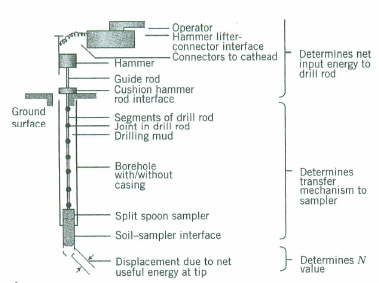 Operator
Hammer lifter-
connector interface
Connectors to cathead
Hammer
Guide rod
Cushion hammer
rod interface
Ground
surface
Segments of drill rod
Joint in drill rod
Drilling mud
Borehole
with/without
casing
Split spoon sampler
Soil–sampler interface
Displacement due to net
useful energy at tip
Determines net
input energy to
drill rod
Determines
transfer
mechanism to
sampler
Determines N
value